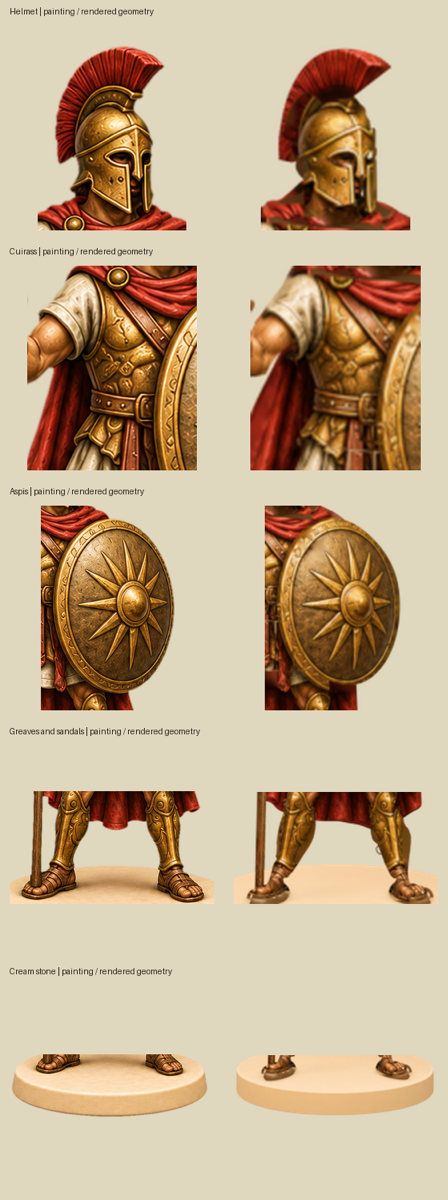 Helmet | painting / rendered geometry
Cuirass | painting / rendered geometry
Aspis | painting / rendered geometry
Greaves and sandals | painting / rendered geometry
Cream stone | painting / rendered geometry